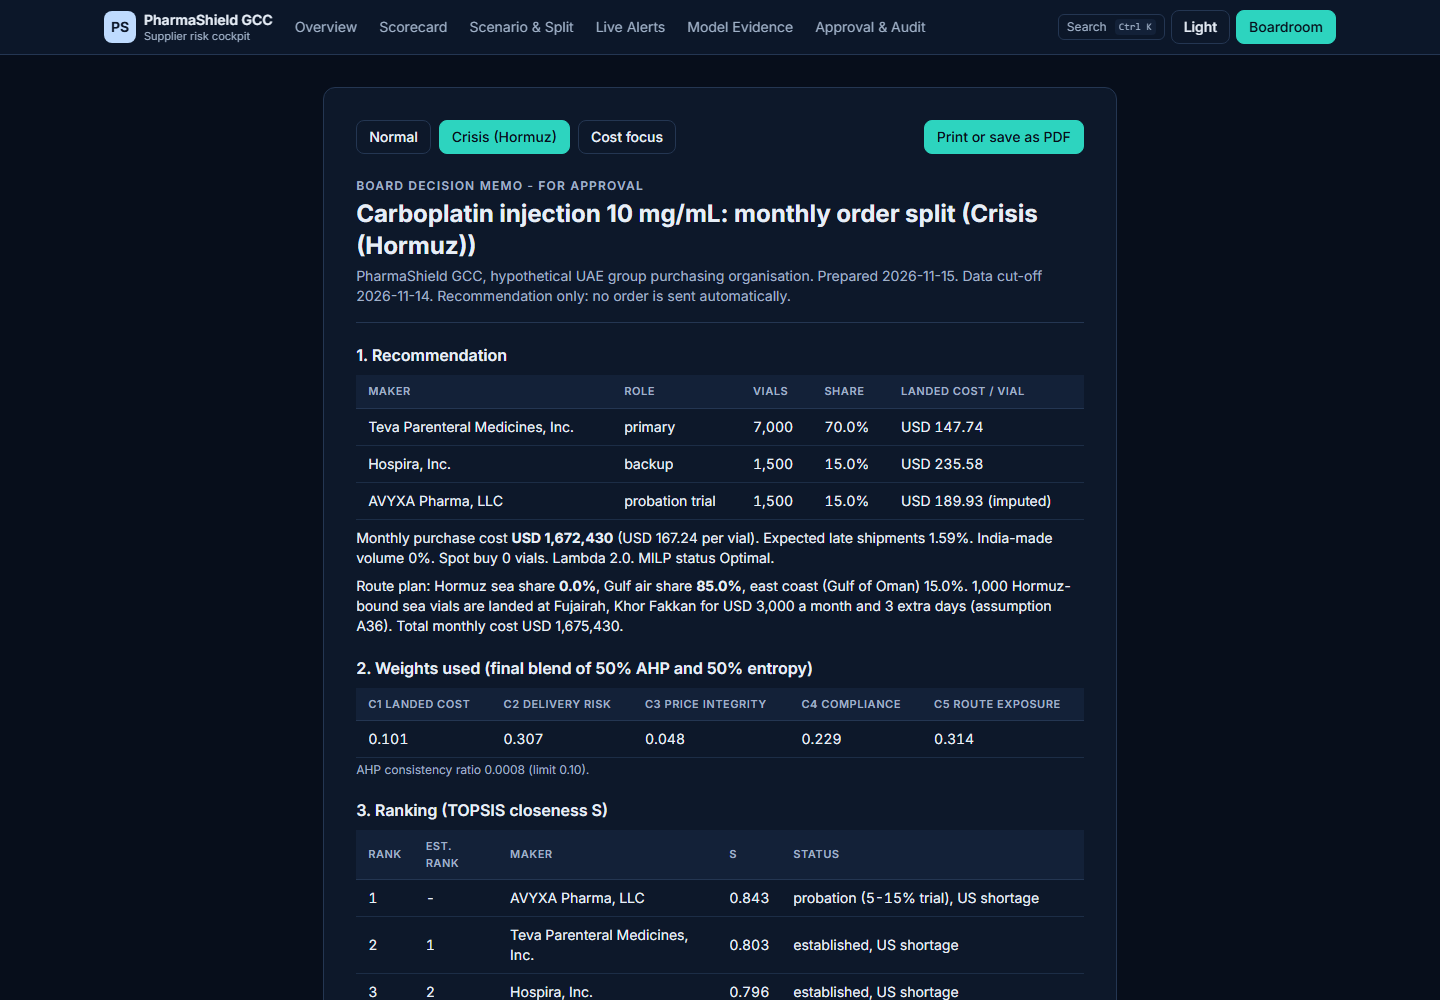 PS
PharmaShield GCC
Supplier risk cockpit
Overview
Scorecard
Scenario & Split
Live Alerts
Model Evidence
Approval & Audit
Search Ctrl K
Light
Boardroom
Normal
Crisis (Hormuz)
Cost focus
Print or save as PDF
BOARD DECISION MEMO - FOR APPROVAL
Carboplatin injection 10 mg/mL: monthly order split (Crisis
(Hormuz))
PharmaShield GCC, hypothetical UAE group purchasing organisation. Prepared 2026-11-15. Data cut-off
2026-11-14. Recommendation only: no order is sent automatically.
1. Recommendation
MAKER ROLE VIALS SHARE LANDED COST / VIAL
Teva Parenteral Medicines, Inc. primary 7,000 70.0% USD 147.74
Hospira, Inc. backup 1,500 15.0% USD 235.58
AVYXA Pharma, LLC probation trial 1,500 15.0% USD 189.93 (imputed)
Monthly purchase cost USD 1,672,430 (USD 167.24 per vial). Expected late shipments 1.59%. India-made
volume 0%. Spot buy 0 vials. Lambda 2.0. MILP status Optimal.
Route plan: Hormuz sea share 0.0%, Gulf air share 85.0%, east coast (Gulf of Oman) 15.0%. 1,000 Hormuz-
bound sea vials are landed at Fujairah, Khor Fakkan for USD 3,000 a month and 3 extra days (assumption
A36). Total monthly cost USD 1,675,430.
2. Weights used (final blend of 50% AHP and 50% entropy)
C1 LANDED COST C2 DELIVERY RISK C3 PRICE INTEGRITY C4 COMPLIANCE C5 ROUTE EXPOSURE
0.101 0.307 0.048 0.229 0.314
AHP consistency ratio 0.0008 (limit 0.10).
3. Ranking (TOPSIS closeness S)
RANK EST. RANK MAKER S STATUS
1 - AVYXA Pharma, LLC 0.843 probation (5-15% trial), US shortage
2 1 Teva Parenteral Medicines, Inc. 0.803 established, US shortage
3 2 Hospira, Inc. 0.796 established, US shortage